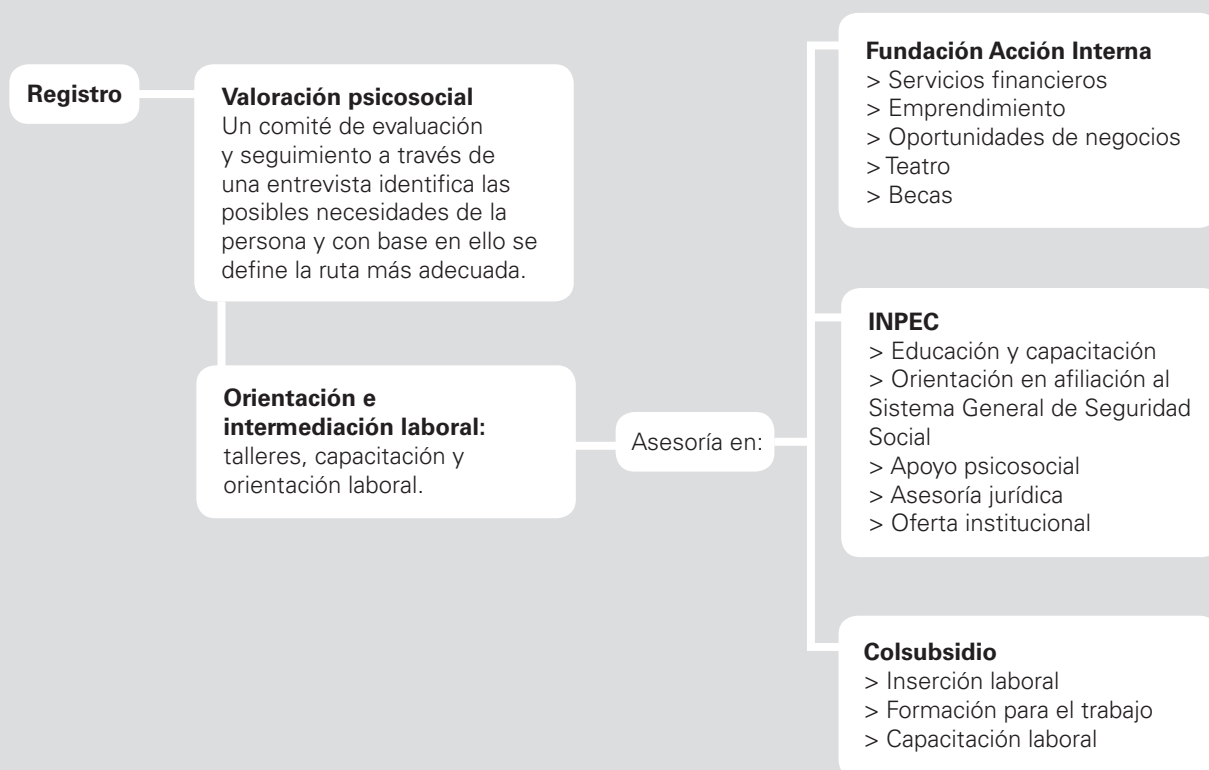 Registro
Valoración psicosocial
Un comité de evaluación
y seguimiento a través de
una entrevista identifica las
posibles necesidades de la
persona y con base en ello se
define la ruta más adecuada.
Orientación e
intermediación laboral:
talleres, capacitación y
orientación laboral.
Asesoría en:
Fundación Acción Interna
> Servicios financieros
> Emprendimiento
> Oportunidades de negocios
> Teatro
> Becas
INPEC
> Educación y capacitación
> Orientación en afiliación al
Sistema General de Seguridad
Social
> Apoyo psicosocial
> Asesoría jurídica
> Oferta institucional
Colsubsidio
> Inserción laboral
> Formación para el trabajo
> Capacitación laboral